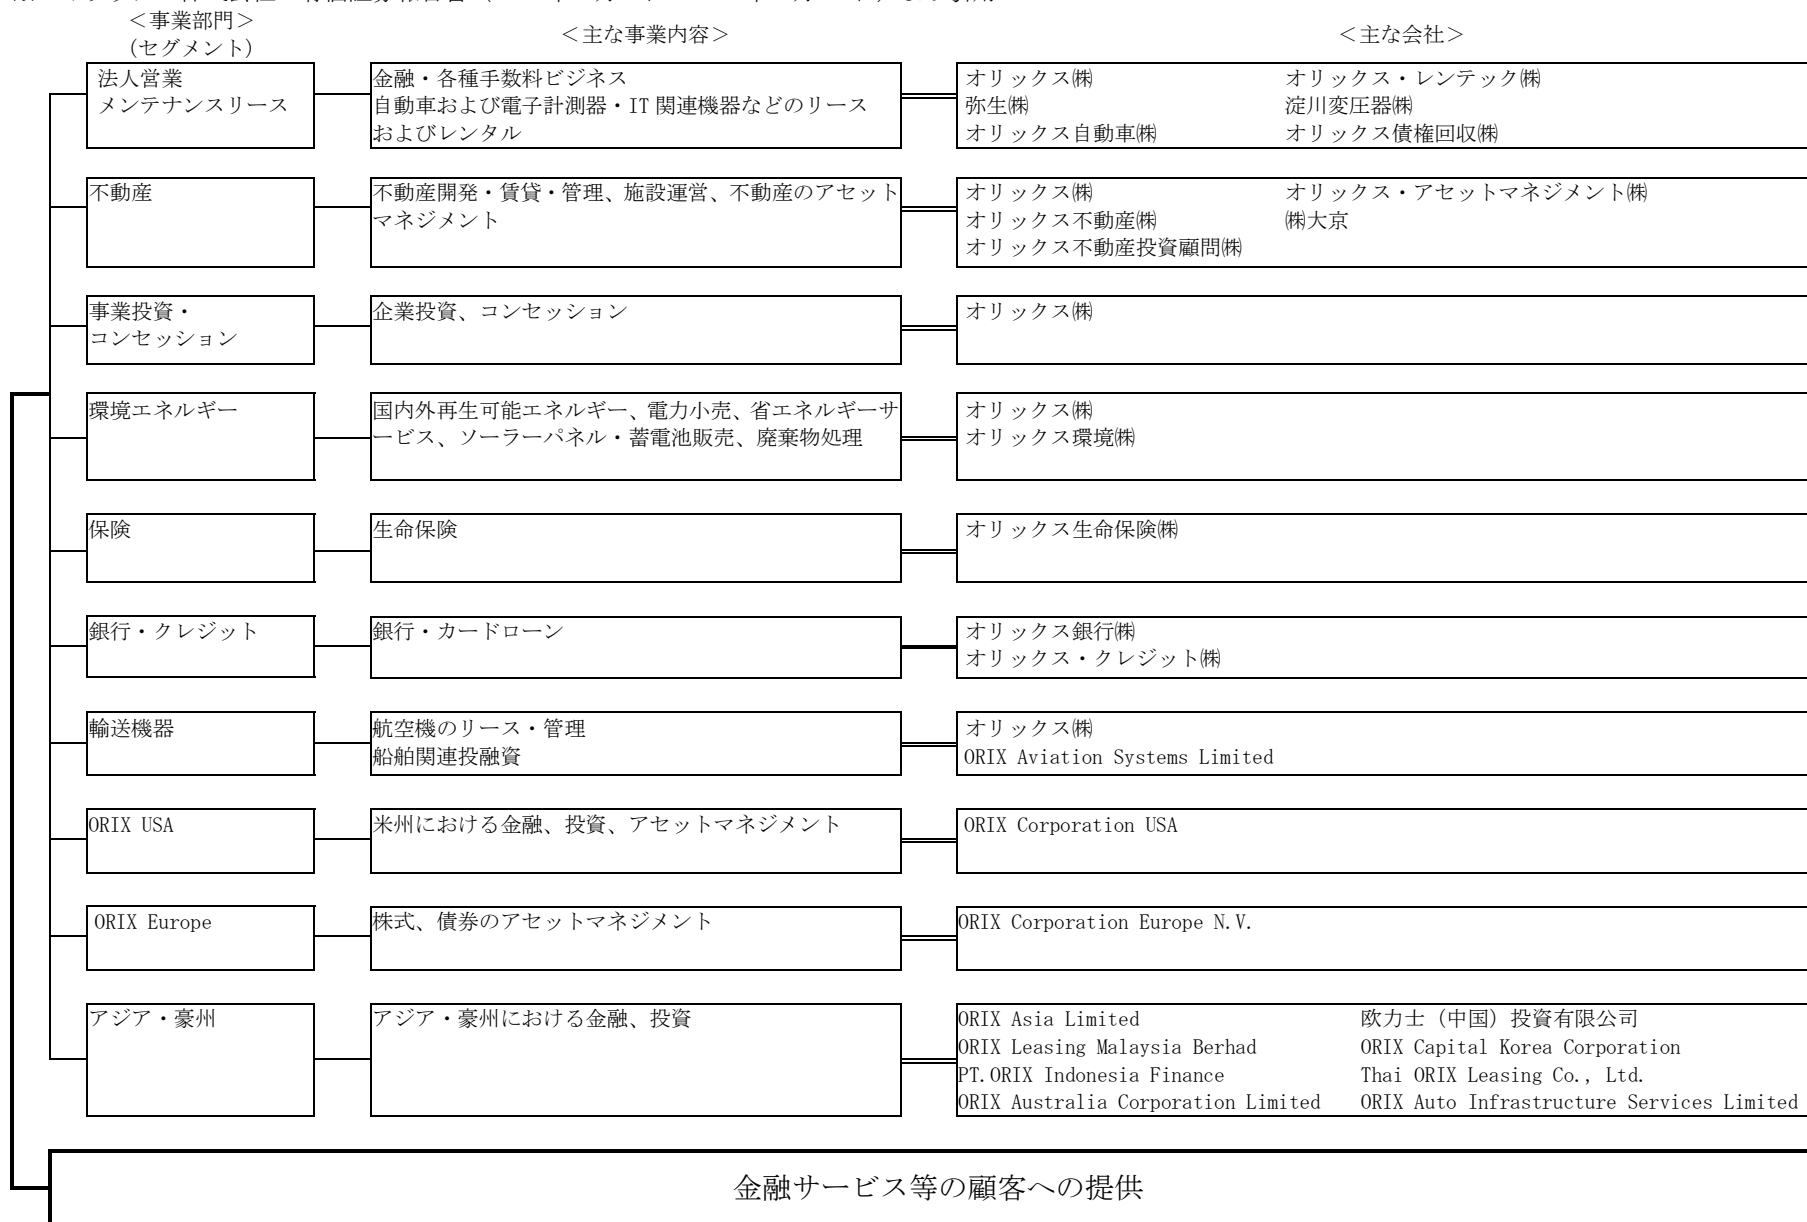 ＜事業部門＞
（セグメント）
＜主な事業内容＞
＜主な会社＞
法人営業
メンテナンスリース
金融・各種手数料ビジネス
自動車および電子計測器・IT 関連機器などのリース
およびレンタル
オリックス㈱ オリックス・レンテック㈱
弥生㈱ 淀川変圧器㈱
オリックス自動車㈱ オリックス債権回収㈱
不動産
不動産開発・賃貸・管理、施設運営、不動産のアセット
マネジメント
オリックス㈱ オリックス・アセットマネジメント㈱
オリックス不動産㈱ ㈱大京
オリックス不動産投資顧問㈱
事業投資・
コンセッション
企業投資、コンセッション
オリックス㈱
環境エネルギー
国内外再生可能エネルギー、電力小売、省エネルギーサ
ービス、ソーラーパネル・蓄電池販売、廃棄物処理
オリックス㈱
オリックス環境㈱
保険
生命保険
オリックス生命保険㈱
銀行・クレジット
銀行・カードローン
オリックス銀行㈱
オリックス・クレジット㈱
輸送機器
航空機のリース・管理
船舶関連投融資
オリックス㈱
ORIX Aviation Systems Limited
ORIX USA
米州における金融、投資、アセットマネジメント
ORIX Corporation USA
ORIX Europe
株式、債券のアセットマネジメント
ORIX Corporation Europe N.V.
アジア・豪州
アジア・豪州における金融、投資
ORIX Asia Limited 欧力士（中国）投資有限公司
ORIX Leasing Malaysia Berhad ORIX Capital Korea Corporation
PT.ORIX Indonesia Finance Thai ORIX Leasing Co., Ltd.
ORIX Australia Corporation Limited ORIX Auto Infrastructure Services Limited
金融サービス等の顧客への提供